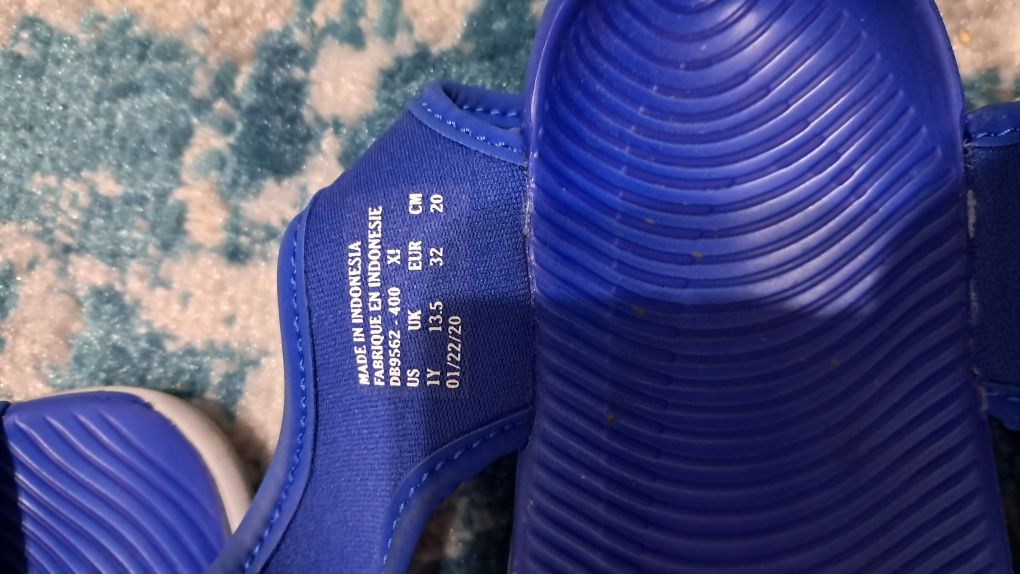 MADE IN INDONESIA
FABRIQUE EN INDONESIE
DB9562 - 400 X!
US UK EUR CM
1Y 13.5 32 20
01/22/20